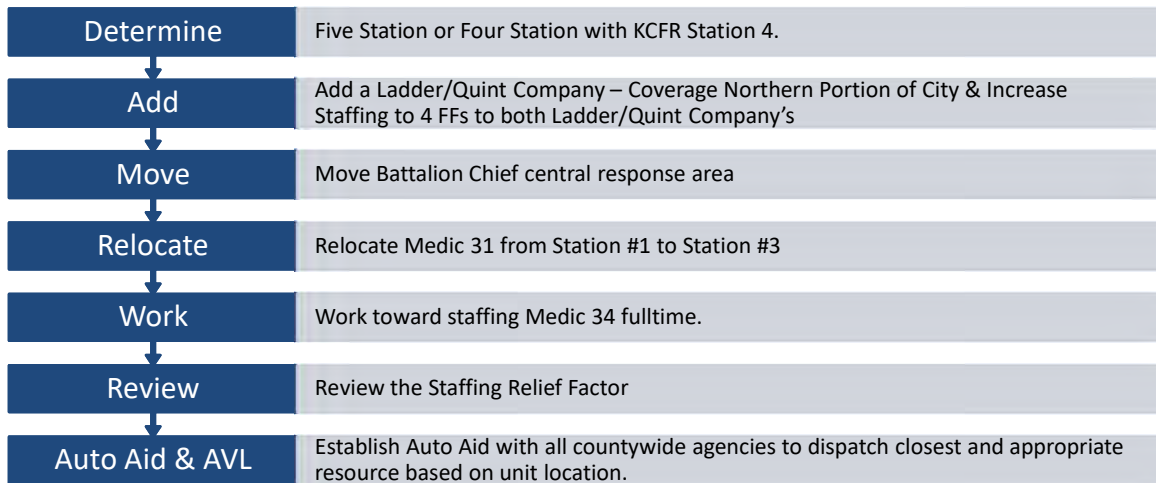 Determine
Five Station or Four Station with KCFR Station 4.
Add
Add a Ladder/Quint Company – Coverage Northern Portion of City & Increase
Staffing to 4 FFs to both Ladder/Quint Company’s
Move
Move Battalion Chief central response area
Relocate
Relocate Medic 31 from Station #1 to Station #3
Work
Work toward staffing Medic 34 fulltime.
Review
Review the Staffing Relief Factor
Auto Aid & AVL
Establish Auto Aid with all countywide agencies to dispatch closest and appropriate
resource based on unit location.